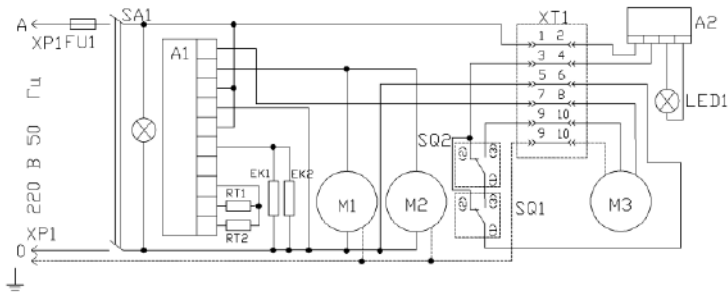 A
SA1
XP1 FU1
220 В 50 Гц
XP1
0
A1
RT1
RT2
EK1
EK2
M1
M2
XT1
1 2
3 4
5 6
7 8
9 10
9 10
SQ2
SQ1
A2
LED1
M3